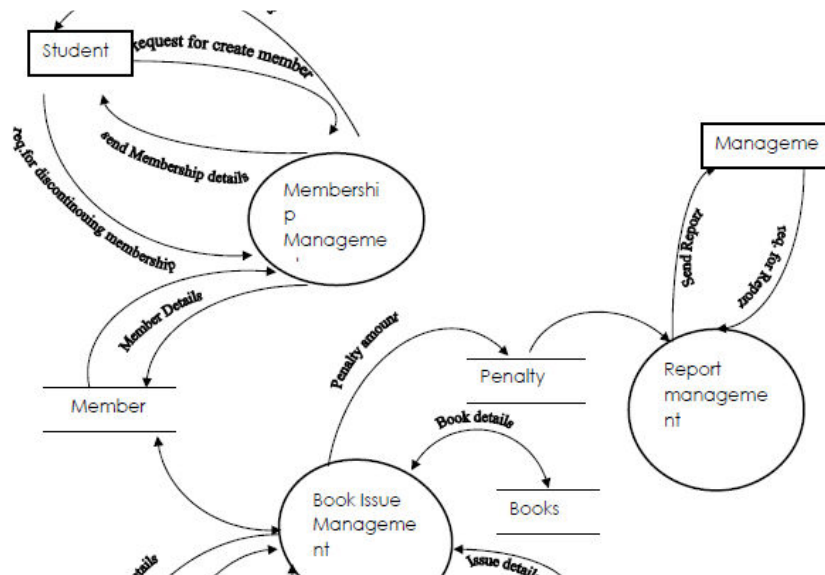 Student
request for create member
send Membership details
req.for discontinouing membership
Membershi
p
Manageme
Manageme
Send Report
req. for Report
Member Details
Member
Penalty amount
Penalty
Report
manageme
nt
Book details
Books
Book Issue
Manageme
nt
Issue detail